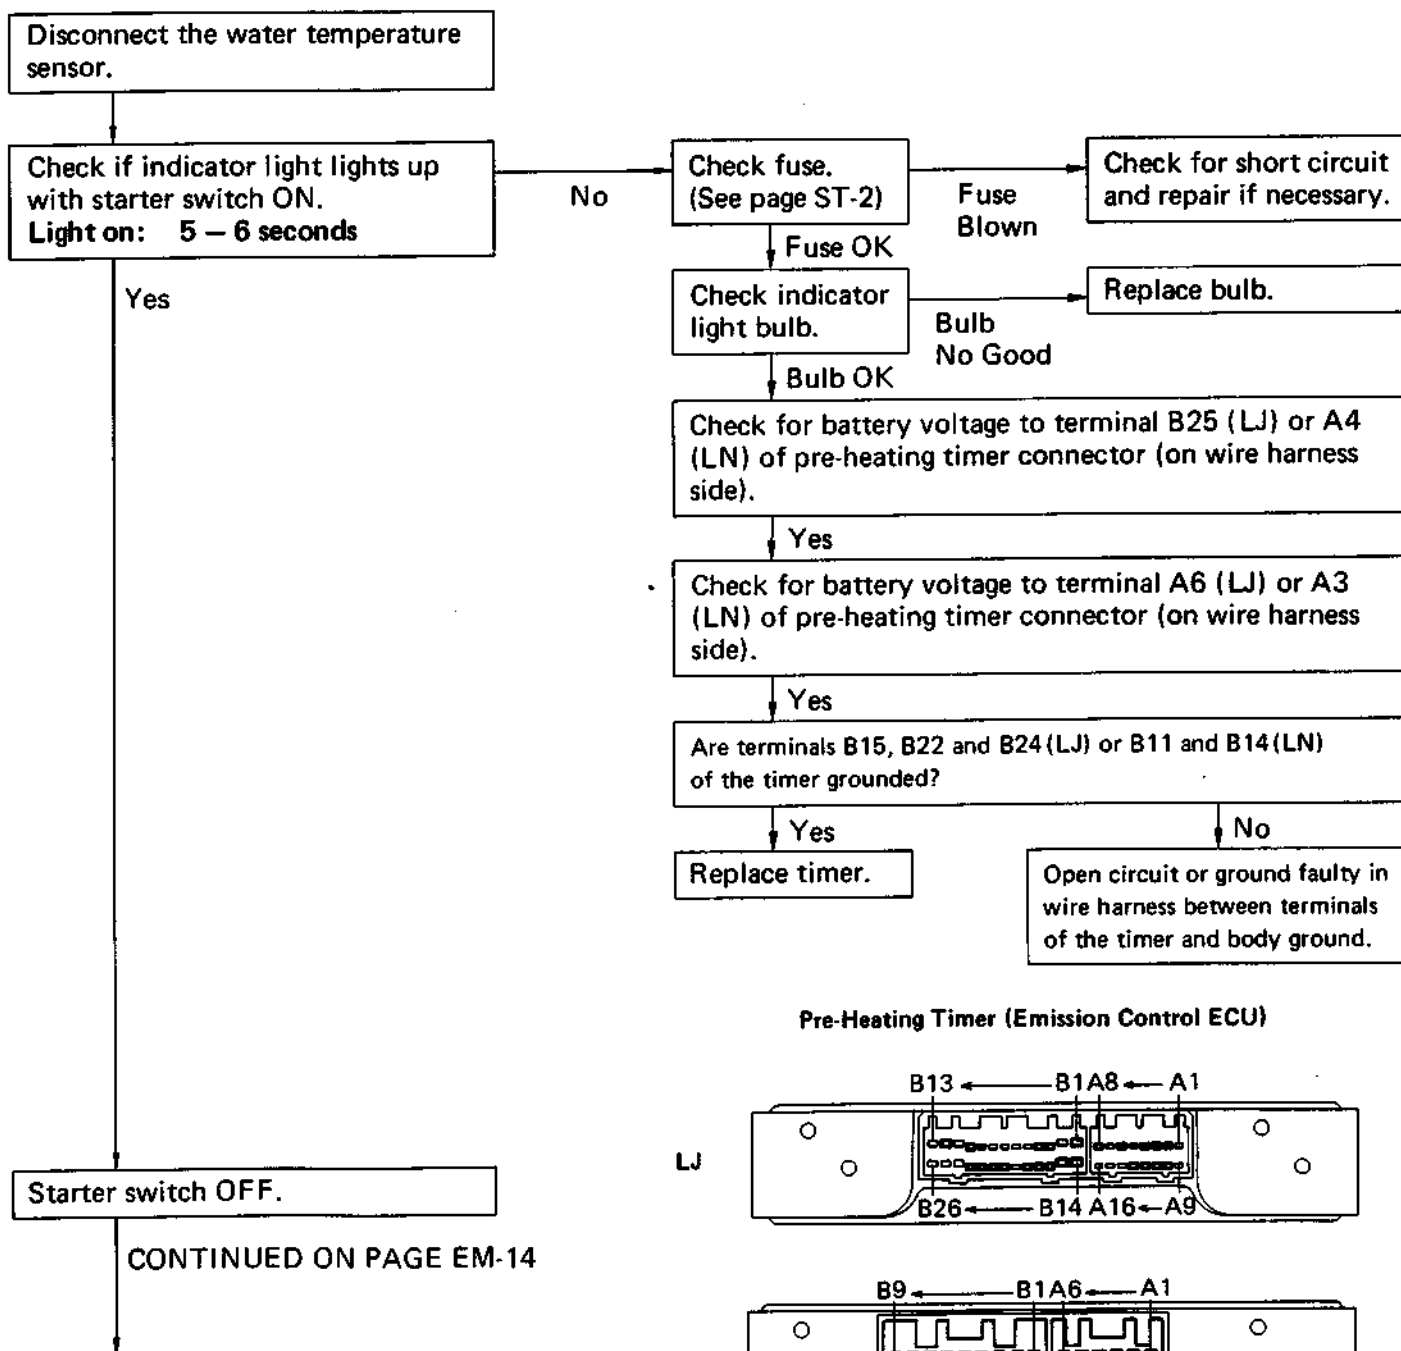 Disconnect the water temperature
sensor.
Check if indicator light lights up
with starter switch ON.
Light on: 5 – 6 seconds
No
Check fuse.
(See page ST-2)
Fuse
Blown
Check for short circuit
and repair if necessary.
Fuse OK
Yes
Check indicator
light bulb.
Bulb
No Good
Replace bulb.
Bulb OK
Check for battery voltage to terminal B25 (LJ) or A4
(LN) of pre-heating timer connector (on wire harness
side).
Yes
Check for battery voltage to terminal A6 (LJ) or A3
(LN) of pre-heating timer connector (on wire harness
side).
Yes
Are terminals B15, B22 and B24(LJ) or B11 and B14(LN)
of the timer grounded?
Yes
No
Replace timer.
Open circuit or ground faulty in
wire harness between terminals
of the timer and body ground.
Pre-Heating Timer (Emission Control ECU)
B13 B1 A8 A1
LJ
B26 B14 A16 A9
Starter switch OFF.
CONTINUED ON PAGE EM-14
B9 B1 A6 A1